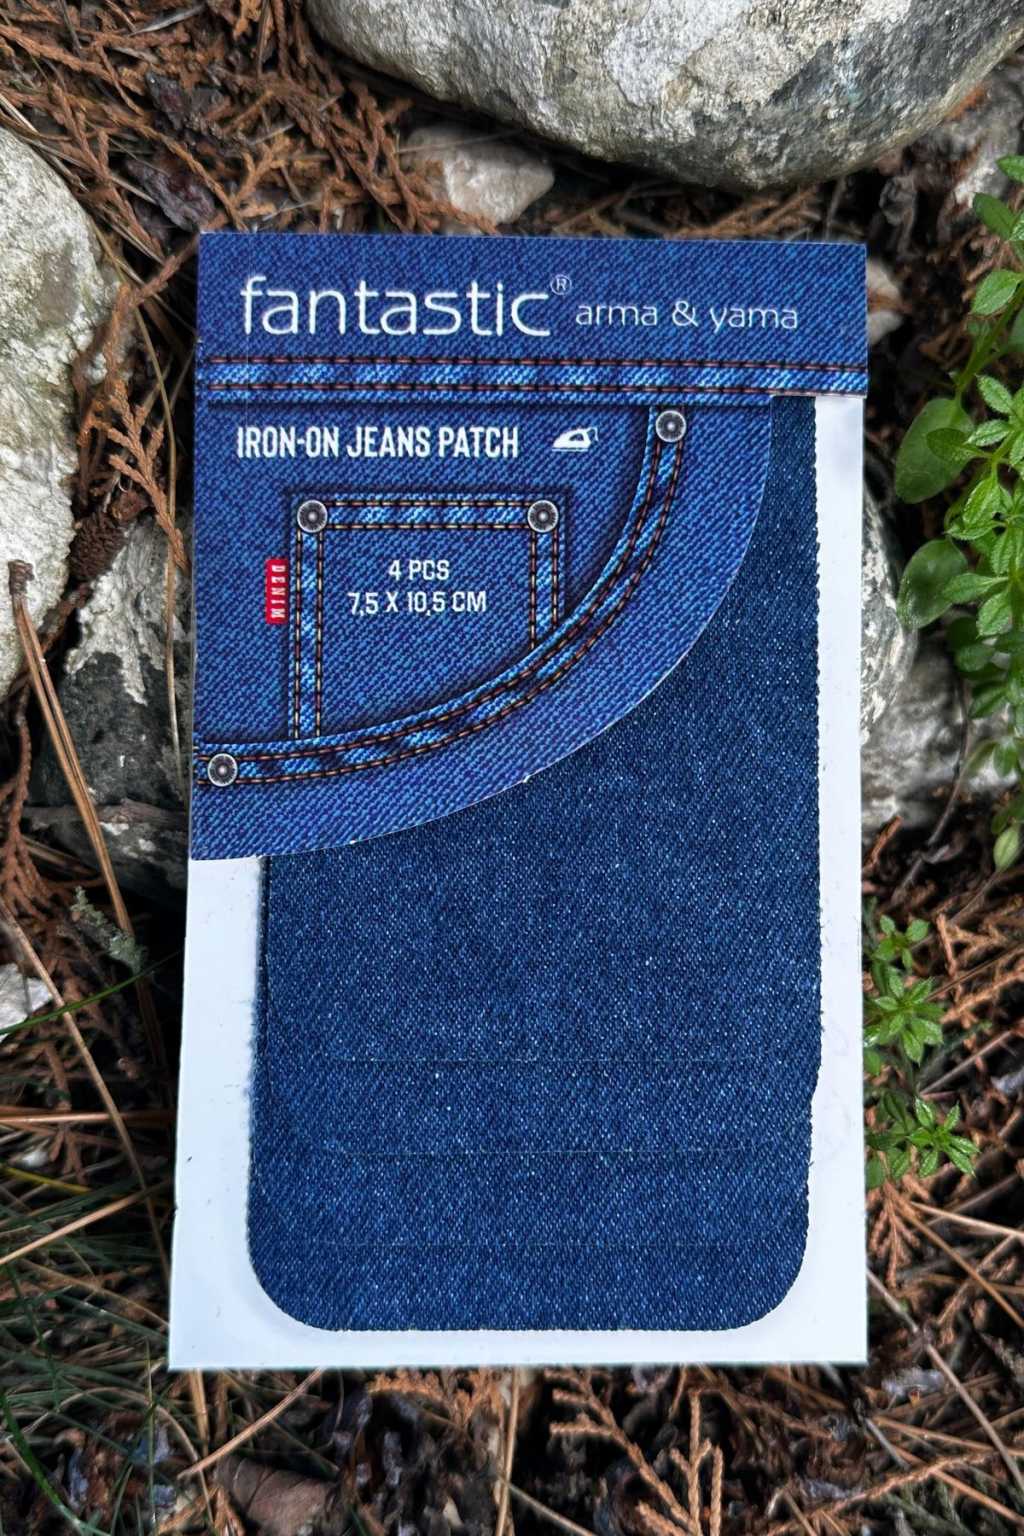 fantastic® arma & yama
IRON-ON JEANS PATCH
4 PCS
7,5 X 10,5 CM
DENIM